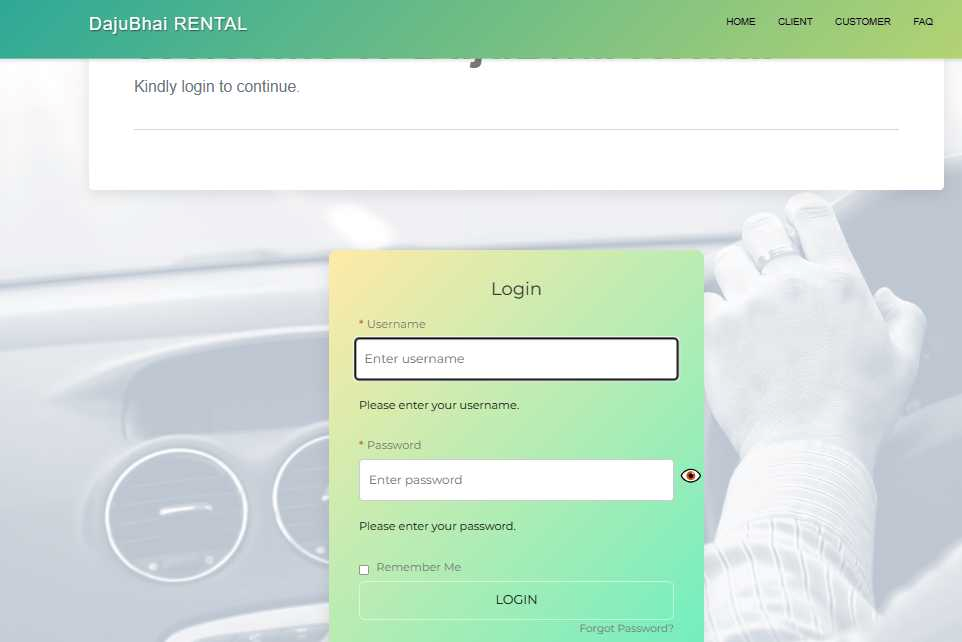 DajuBhai RENTAL
HOME CLIENT CUSTOMER FAQ
Kindly login to continue.
Login
* Username
Enter username
Please enter your username.
* Password
Enter password
Please enter your password.
Remember Me
LOGIN
Forgot Password?